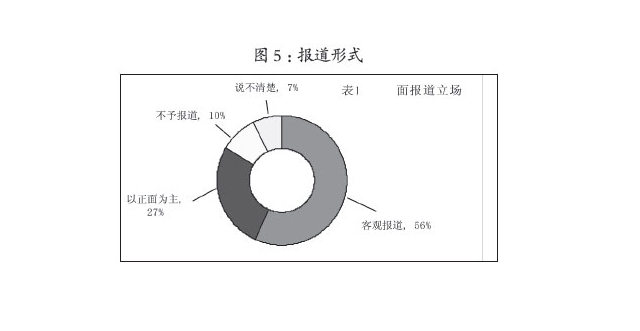 图 5：报道形式
说不清楚, 7%
表1 面报道立场
不予报道, 10%
以正面为主,
27%
客观报道, 56%